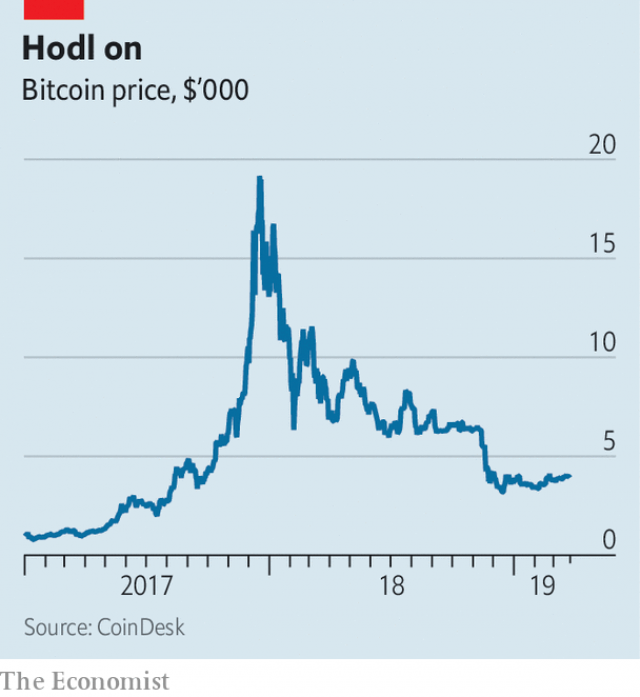 Hodl on
Bitcoin price, $’000
20
15
10
5
0
2017 18 19
Source: CoinDesk
The Economist